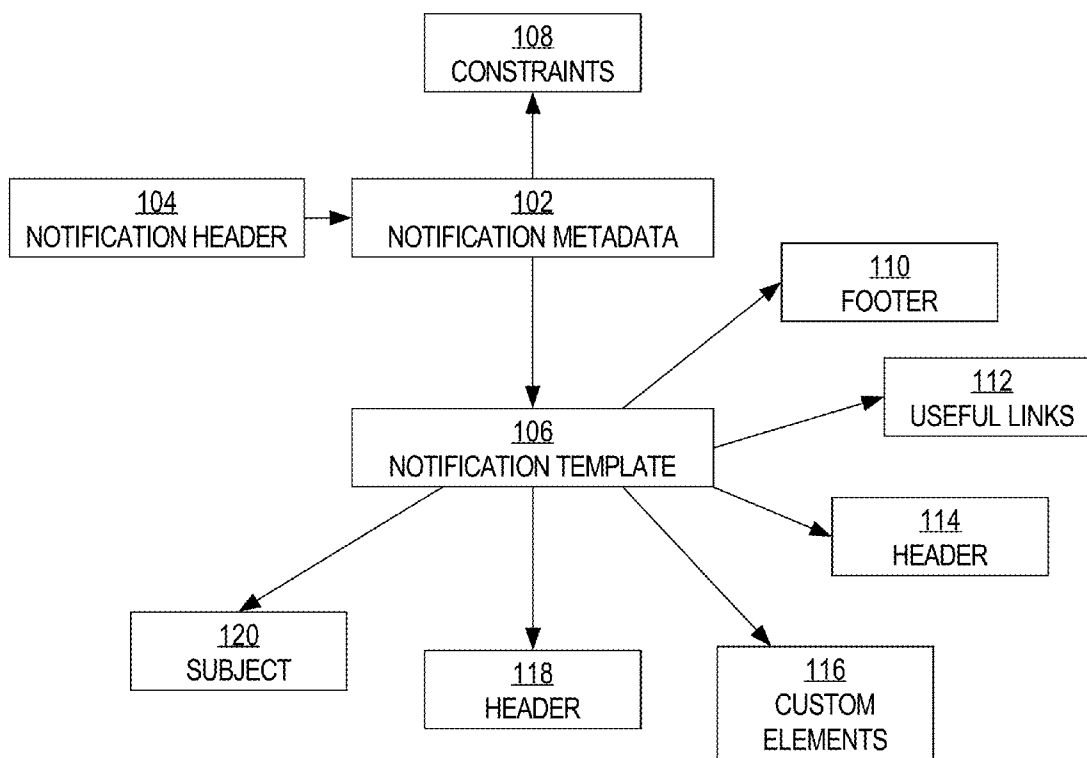 108
CONSTRAINTS
104
NOTIFICATION HEADER
102
NOTIFICATION METADATA
110
FOOTER
112
USEFUL LINKS
106
NOTIFICATION TEMPLATE
114
HEADER
120
SUBJECT
118
HEADER
116
CUSTOM
ELEMENTS